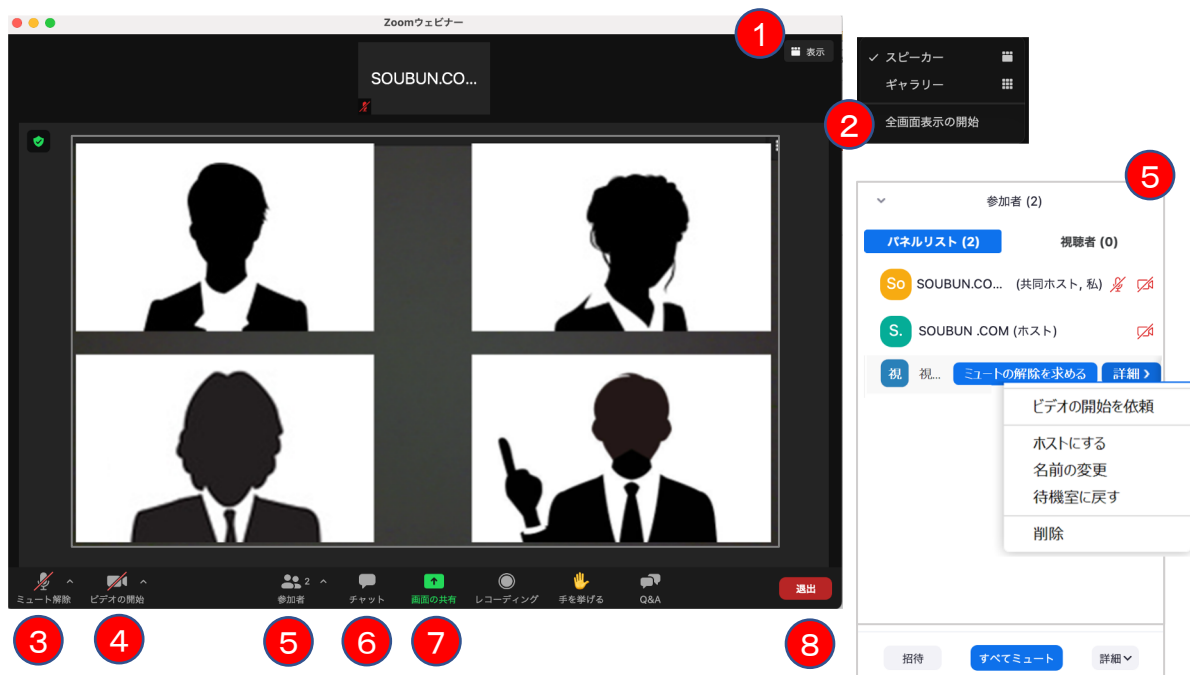 Zoomウェビナー
1
表示
SOUBUN.CO...
✓ スピーカー
ギャラリー
2
全画面表示の開始
5
参加者 (2)
パネルリスト (2)
視聴者 (0)
So SOUBUN.CO... (共同ホスト, 私)
S. SOUBUN .COM (ホスト)
視 視... ミュートの解除を求める 詳細 >
ビデオの開始を依頼
ホストにする
名前の変更
待機室に戻す
削除
招待 すべてミュート 詳細
ミュート解除 ビデオの開始 2 参加者 チャット 画面の共有 レコーディング 手を挙げる Q&A 退出
3 4 5 6 7 8